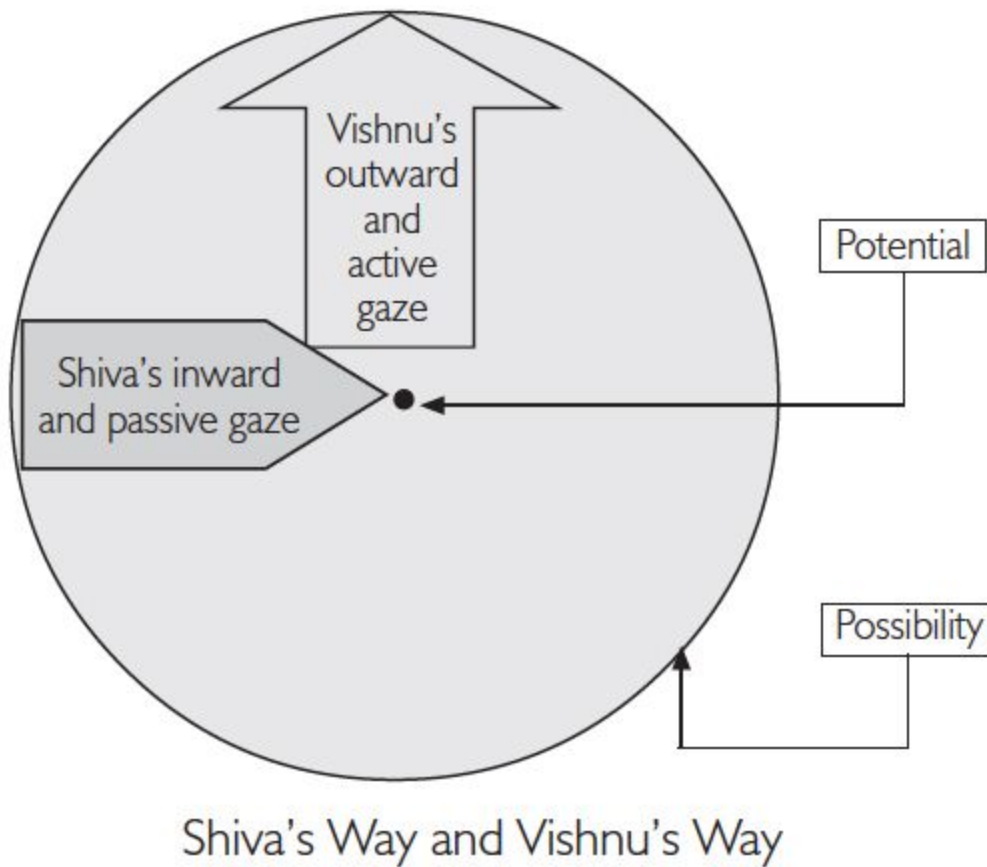 Vishnu's
outward
and
active
gaze
Potential
Shiva's inward
and passive gaze
Possibility
Shiva's Way and Vishnu's Way